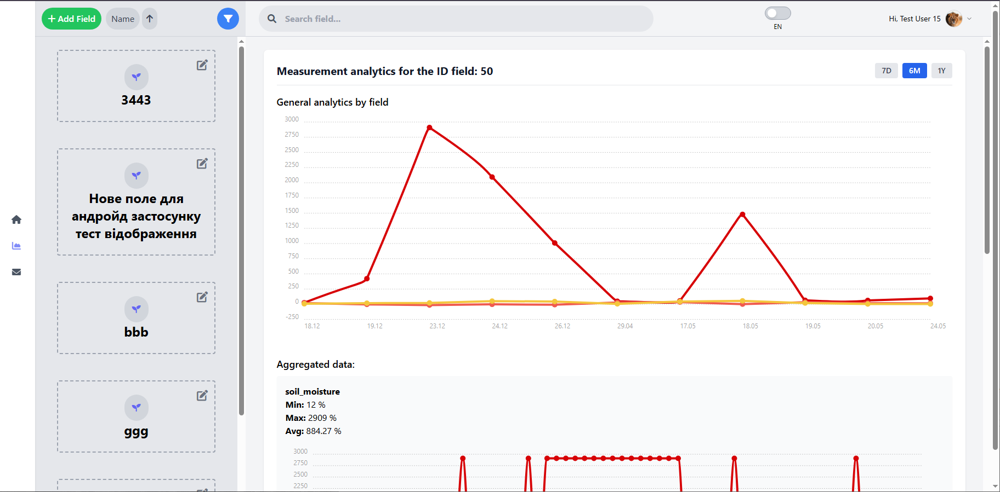 Add Field
Name
Search field...
EN
Hi, Test User 15
3443
Нове поле для
андройд застосунку
тест відображення
bbb
ggg
Measurement analytics for the ID field: 50
7D
6M
1Y
General analytics by field
3000
2750
2500
2250
2000
1750
1500
1250
1000
750
500
250
0
-250
18.12
19.12
23.12
24.12
26.12
29.04
17.05
18.05
19.05
20.05
24.05
Aggregated data:
soil_moisture
Min: 12 %
Max: 2909 %
Avg: 884.27 %
3000
2750
2500
2250